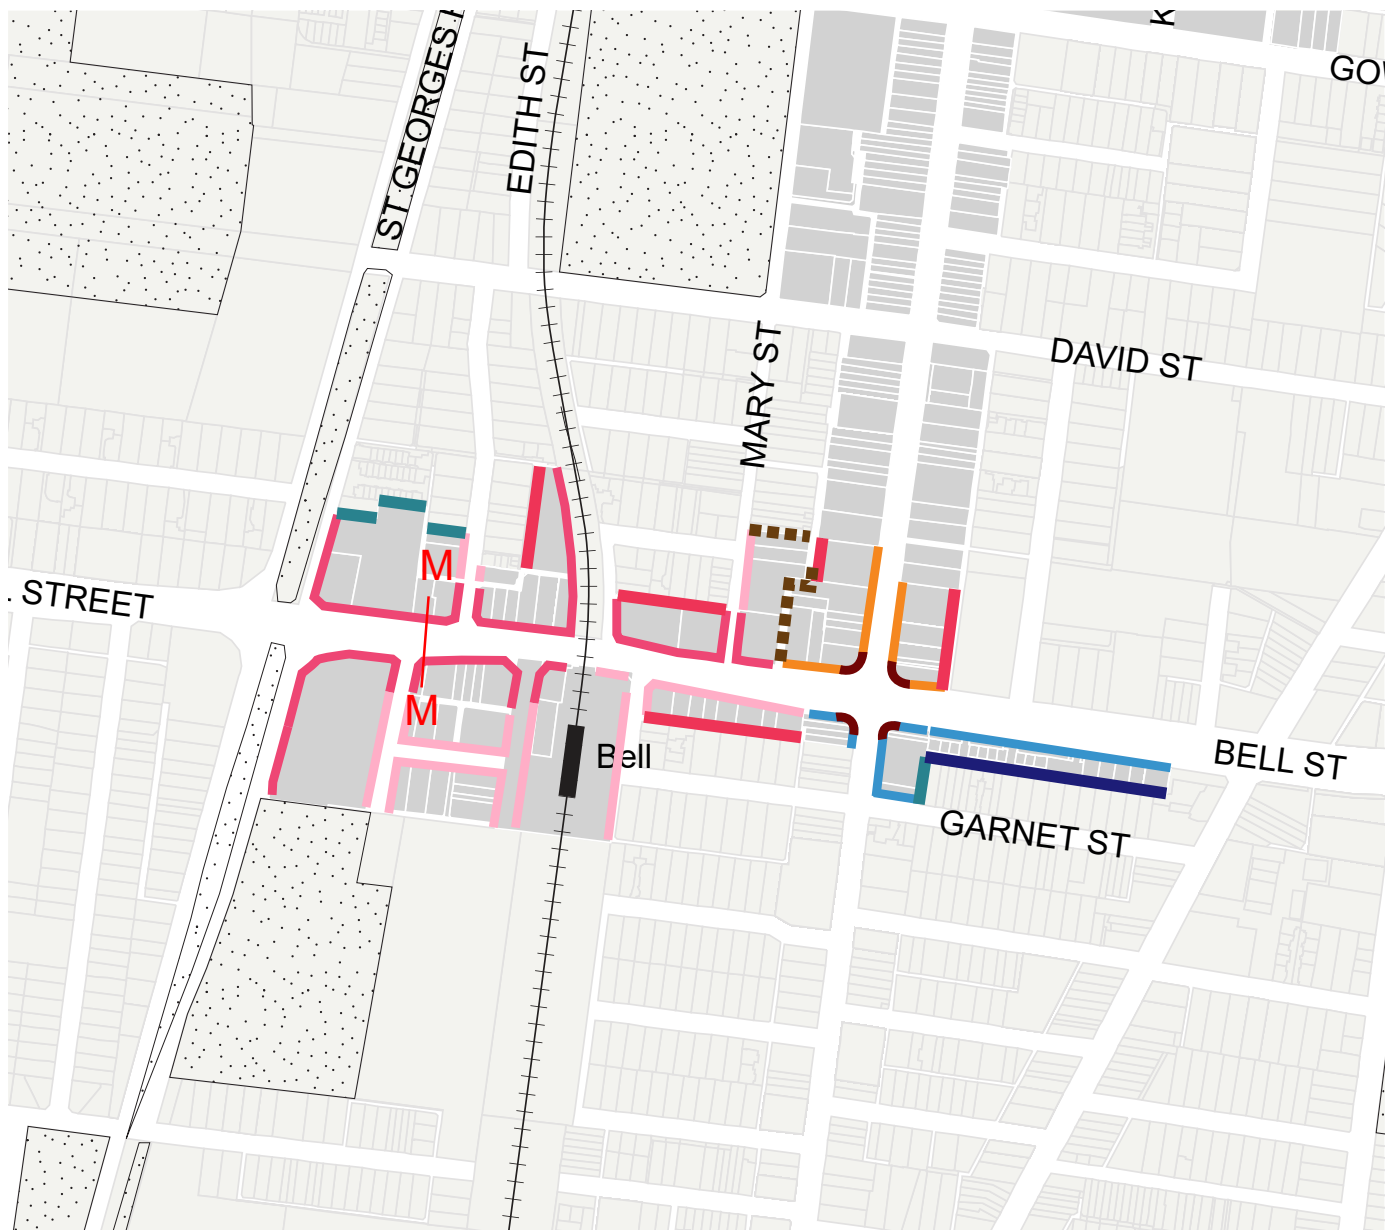 K
GO
ST GEORGES
EDITH ST
DAVID ST
MARY ST
M
. STREET
M
Bell
BELL ST
GARNET ST